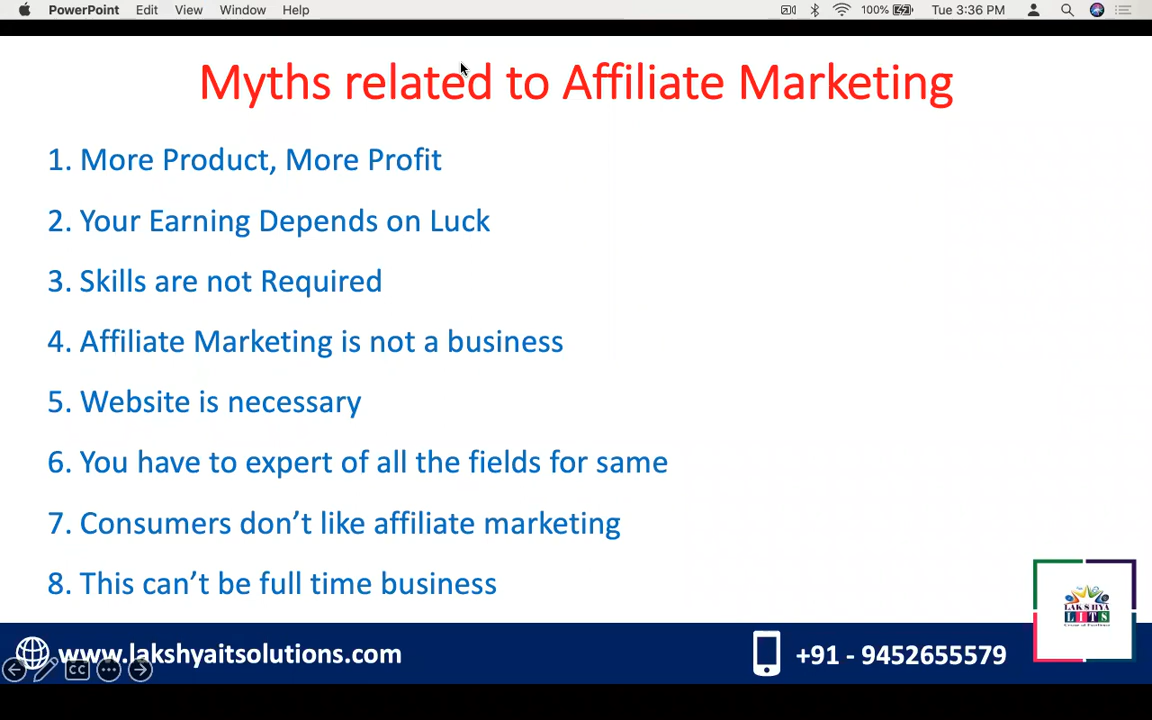 PowerPoint Edit View Window Help 100% Tue 3:36 PM
Myths related to Affiliate Marketing
1. More Product, More Profit
2. Your Earning Depends on Luck
3. Skills are not Required
4. Affiliate Marketing is not a business
5. Website is necessary
6. You have to expert of all the fields for same
7. Consumers don’t like affiliate marketing
8. This can’t be full time business
LAKSHYA
LITS
www.lakshyaitsolutions.com
+91 - 9452655579
CC